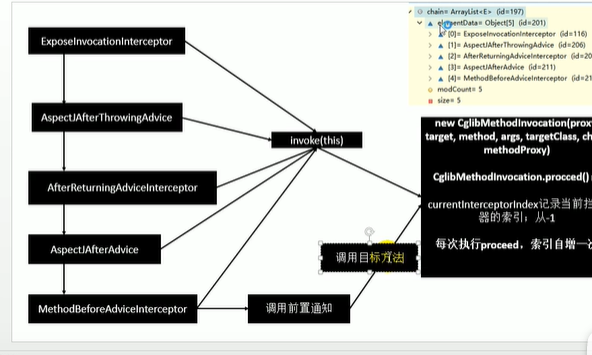 chain= ArrayList<E> (id=197)
elementData= Object[5] (id=201)
[0]= ExposeInvocationInterceptor (id=116)
[1]= AspectJAfterThrowingAdvice (id=206)
[2]= AfterReturningAdviceInterceptor (id=20
[3]= AspectJAfterAdvice (id=211)
[4]= MethodBeforeAdviceInterceptor (id=21
modCount= 5
size= 5
ExposeInvocationInterceptor
AspectJAfterThrowingAdvice
AfterReturningAdviceInterceptor
AspectJAfterAdvice
MethodBeforeAdviceInterceptor
invoke(this)
调用前置通知
调用目标方法
new CglibMethodInvocation(prox
target, method, args, targetClass, ch
methodProxy)
CglibMethodInvocation.procced()
currentInterceptorIndex记录当前拦
器的索引：从-1
每次执行proceed，索引自增一次